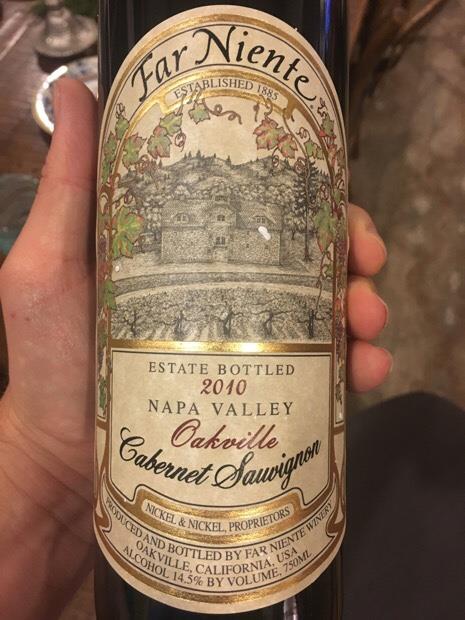 Far Niente
ESTABLISHED 1885
ESTATE BOTTLED
2010
NAPA VALLEY
Oakville
Cabernet Sauvignon
NICKEL & NICKEL, PROPRIETORS
PRODUCED AND BOTTLED BY FAR NIENTE WINERY
OAKVILLE, CALIFORNIA, USA
ALCOHOL 14.5% BY VOLUME, 750ML